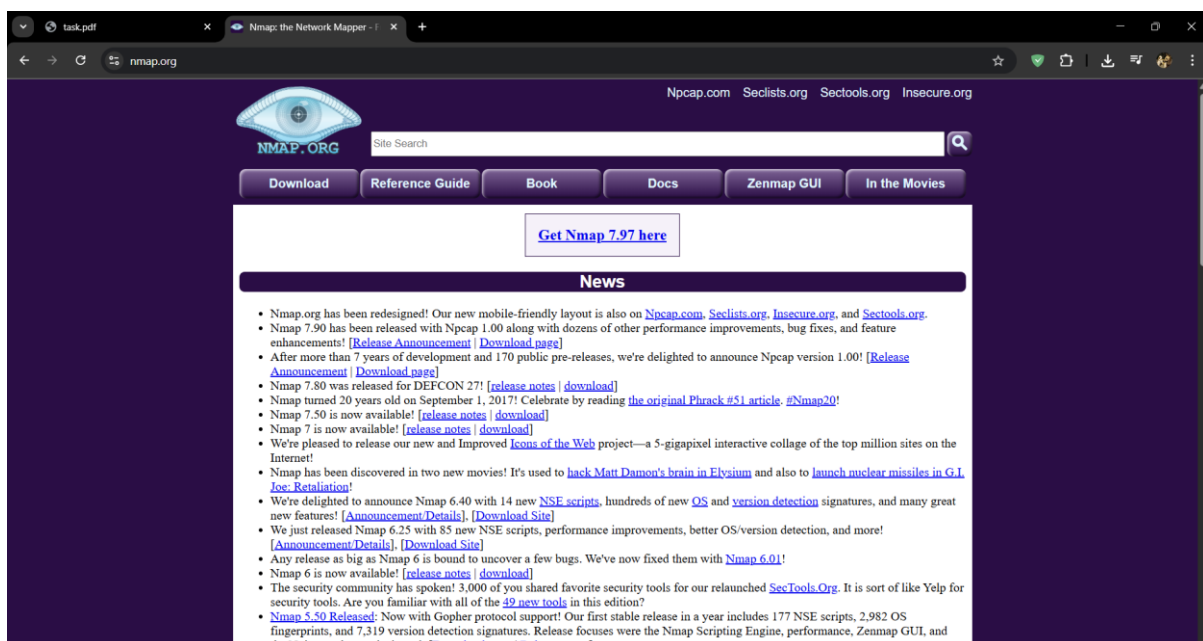 task.pdf
Nmap: the Network Mapper - F
nmap.org
Npcap.com Seclists.org Sectools.org Insecure.org
NMAP.ORG
Site Search
Download Reference Guide Book Docs Zenmap GUI In the Movies
Get Nmap 7.97 here
News
Nmap.org has been redesigned! Our new mobile-friendly layout is also on Npcap.com, Seclists.org, Insecure.org, and Sectools.org.
Nmap 7.90 has been released with Npcap 1.00 along with dozens of other performance improvements, bug fixes, and feature
enhancements! [Release Announcement | Download page]
After more than 7 years of development and 170 public pre-releases, we're delighted to announce Npcap version 1.00! [Release
Announcement | Download page]
Nmap 7.80 was released for DEFCON 27! [release notes | download]
Nmap turned 20 years old on September 1, 2017! Celebrate by reading the original Phrack #51 article. #Nmap20!
Nmap 7.50 is now available! [release notes | download]
Nmap 7 is now available! [release notes | download]
We're pleased to release our new and Improved Icons of the Web project—a 5-gigapixel interactive collage of the top million sites on the
Internet!
Nmap has been discovered in two new movies! It's used to hack Matt Damon's brain in Elysium and also to launch nuclear missiles in G.I.
Joe: Retaliation!
We're delighted to announce Nmap 6.40 with 14 new NSE scripts, hundreds of new OS and version detection signatures, and many great
new features! [Announcement/Details], [Download Site]
We just released Nmap 6.25 with 85 new NSE scripts, performance improvements, better OS/version detection, and more!
[Announcement/Details], [Download Site]
Any release as big as Nmap 6 is bound to uncover a few bugs. We've now fixed them with Nmap 6.01!
Nmap 6 is now available! [release notes | download]
The security community has spoken! 3,000 of you shared favorite security tools for our relaunched SecTools.Org. It is sort of like Yelp for
security tools. Are you familiar with all of the 49 new tools in this edition?
Nmap 5.50 Released: Now with Gopher protocol support! Our first stable release in a year includes 177 NSE scripts, 2,982 OS
fingerprints, and 7,319 version detection signatures. Release focuses were the Nmap Scripting Engine, performance, Zenmap GUI, and